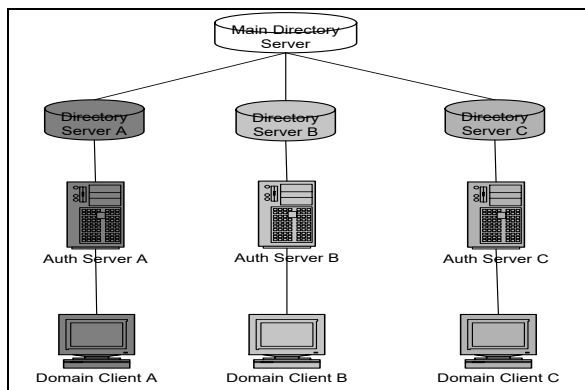 Main Directory
Server
Directory
Server A
Directory
Server B
Directory
Server C
Auth Server A
Auth Server B
Auth Server C
Domain Client A
Domain Client B
Domain Client C